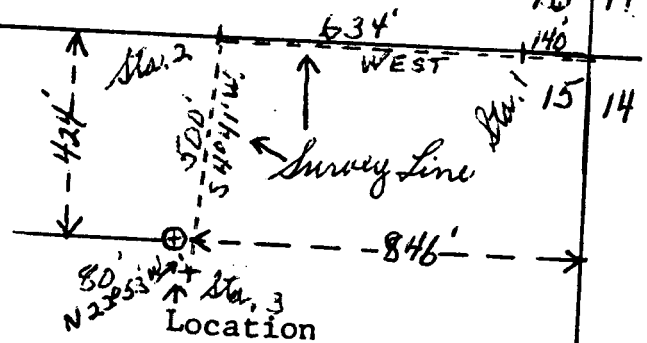 634'
140'
WEST
Sta. 2
Sta. 1
15
14
424'
500'
S 4°41' W.
Survey Line
846'
80'
N 23°53' W
Sta. 3
Location